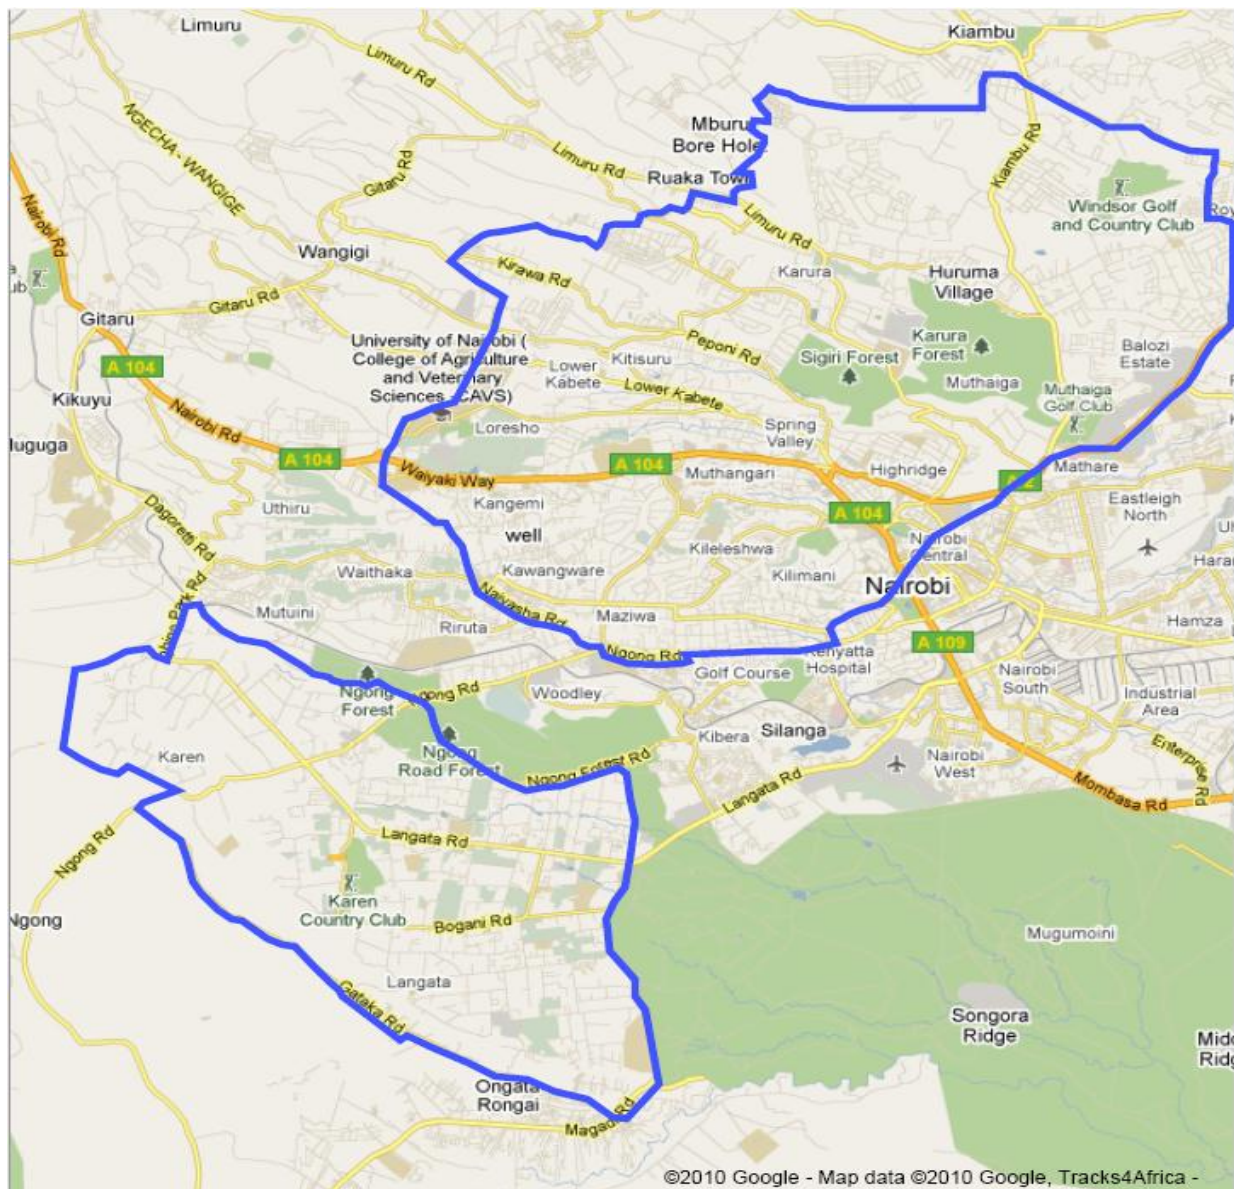 Limuru
Kiambu
Limuru Rd
NGECHA - WANGIGE
Mburu
Bore Hole
Limuru Rd
Gitaru Rd
Ruaka Town
Kiambu Rd
Windsor Golf
and Country Club
Roy
Nairobi Rd
Limuru Rd
Wangigi
Kirawa Rd
Karura
Huruma
Village
Gitaru Rd
Gitaru
University of Nairobi (
College of Agriculture
and Veterinary
Sciences - CAVS)
Peponi Rd
Karura
Forest
Balozi
Estate
Kitisuru
Lower
Kabete
Sigiri Forest
A 104
Lower Kabete
Muthaiga
Muthaiga
Golf Club
Kikuyu
Nairobi Rd
Loresho
Spring
Valley
luguga
A 104
Waiyaki Way
A 104
Muthangari
Highridge
Mathare
Dagoretti Rd
Uthiru
Kangemi
A 104
Eastleigh
North
well
Kileleshwa
Nairobi
Central
Waithaka
Kawangware
Kilimani
Nairobi
Haran
Mutuini
Naivasha Rd
Maziwa
Riruta
Hamza
Ngong Rd
A 109
Kenyatta
Hospital
Golf Course
Nairobi
South
Ngong
Forest
Ngong Rd
Woodley
Industrial
Area
Silanga
Kibera
Karen
Ngong
Road Forest
Ngong Forest Rd
Nairobi
West
Enterprise Rd
Langata Rd
Mombasa Rd
Ngong Rd
Langata Rd
Karen
Country Club
Ngong
Bogani Rd
Mugumoini
Langata
Gataka Rd
Songora
Ridge
Ongata
Rongai
Magadi Rd
©2010 Google - Map data ©2010 Google, Tracks4Africa -